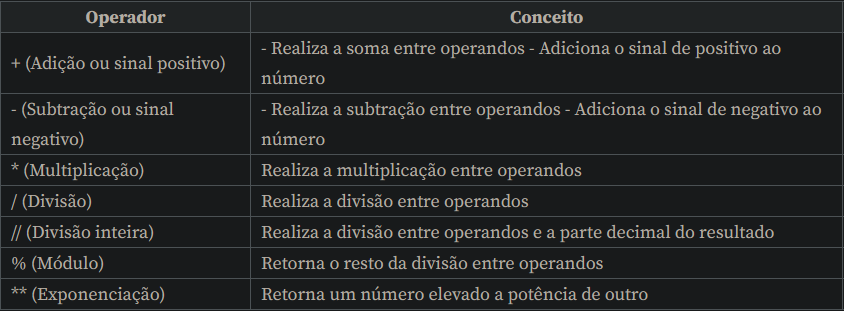 Operador Conceito
+ (Adição ou sinal positivo) - Realiza a soma entre operandos - Adiciona o sinal de positivo ao
número
- (Subtração ou sinal - Realiza a subtração entre operandos - Adiciona o sinal de negativo ao
negativo) número
* (Multiplicação) Realiza a multiplicação entre operandos
/ (Divisão) Realiza a divisão entre operandos
// (Divisão inteira) Realiza a divisão entre operandos e a parte decimal do resultado
% (Módulo) Retorna o resto da divisão entre operandos
** (Exponenciação) Retorna um número elevado a potência de outro